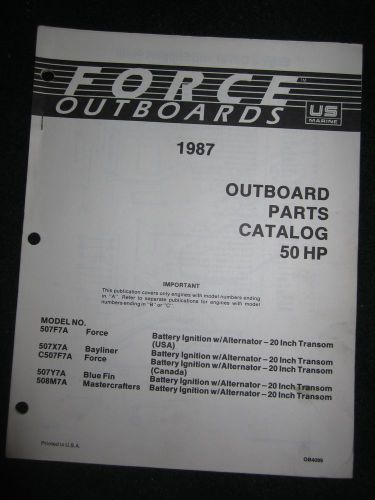 FORCE™
OUTBOARDS
US
MARINE
1987
OUTBOARD
PARTS
CATALOG
50 HP
IMPORTANT
This publication covers only engines with model numbers ending
in "A". Refer to separate publications for engines with model
numbers ending in "B" or "C".
MODEL NO.
507F7A Force Battery Ignition w/Alternator – 20 Inch Transom
(USA)
507X7A Bayliner Battery Ignition w/Alternator – 20 Inch Transom
C507F7A Force Battery Ignition w/Alternator – 20 Inch Transom
(Canada)
507Y7A Blue Fin Battery Ignition w/Alternator – 20 Inch Transom
508M7A Mastercrafters Battery Ignition w/Alternator – 20 Inch Transom
Printed in U.S.A.